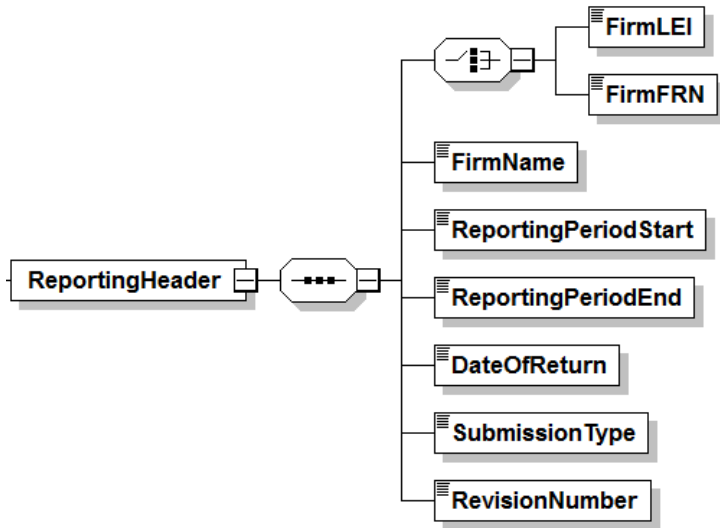 FirmLEI
FirmFRN
FirmName
ReportingPeriodStart
ReportingHeader
ReportingPeriodEnd
DateOfReturn
SubmissionType
RevisionNumber